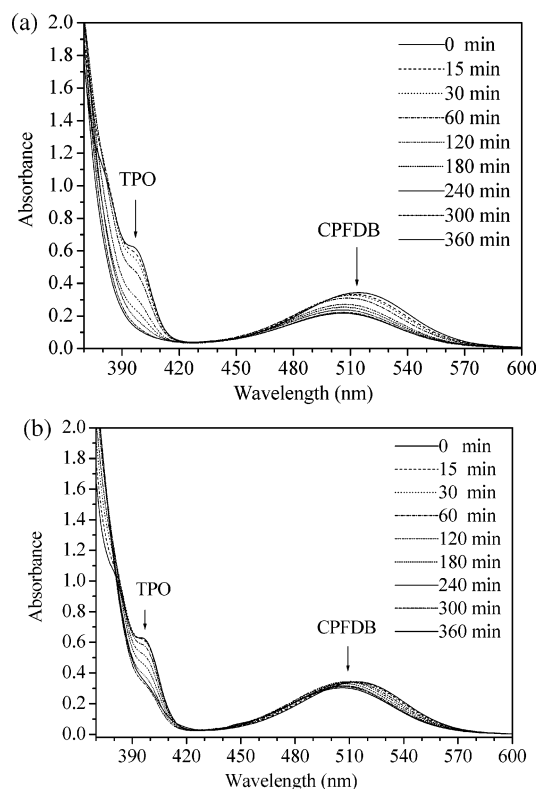 (a)
2.0
1.8
1.6
1.4
1.2
1.0
0.8
0.6
0.4
0.2
0.0
Absorbance
TPO
CPFDB
0 min
15 min
30 min
60 min
120 min
180 min
240 min
300 min
360 min
390 420 450 480 510 540 570 600
Wavelength (nm)
(b)
2.0
1.8
1.6
1.4
1.2
1.0
0.8
0.6
0.4
0.2
0.0
Absorbance
TPO
CPFDB
0 min
15 min
30 min
60 min
120 min
180 min
240 min
300 min
360 min
390 420 450 480 510 540 570 600
Wavelength (nm)